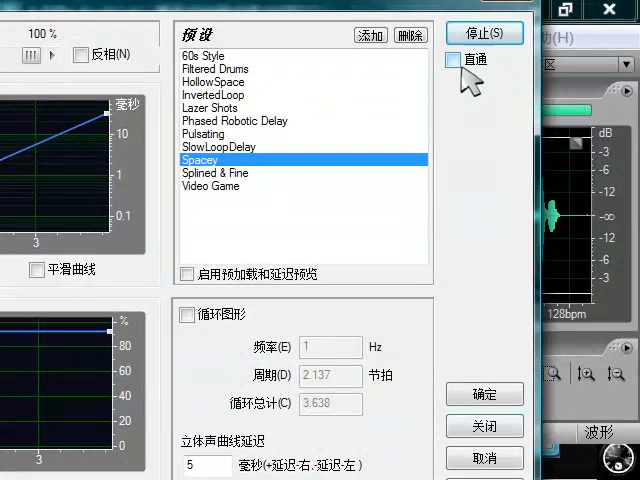 100 %
反相(N)
毫秒
10
1
0.1
3
平滑曲线
%
80
60
40
20
0
3
预设
添加
删除
60s Style
Filtered Drums
HollowSpace
InvertedLoop
Lazer Shots
Phased Robotic Delay
Pulsating
SlowLoopDelay
Spacey
Splined & Fine
Video Game
启用预加载和延迟预览
循环图形
频率(E) 1 Hz
周期(D) 2.137 节拍
循环总计(C) 3.638
立体声曲线延迟
5 毫秒(+延迟-右.-延迟-左 )
停止(S)
直通
确定
关闭
取消
助(H)
区
dB
-3
-6
-12
-∞
-12
-6
-3
128bpm
波形